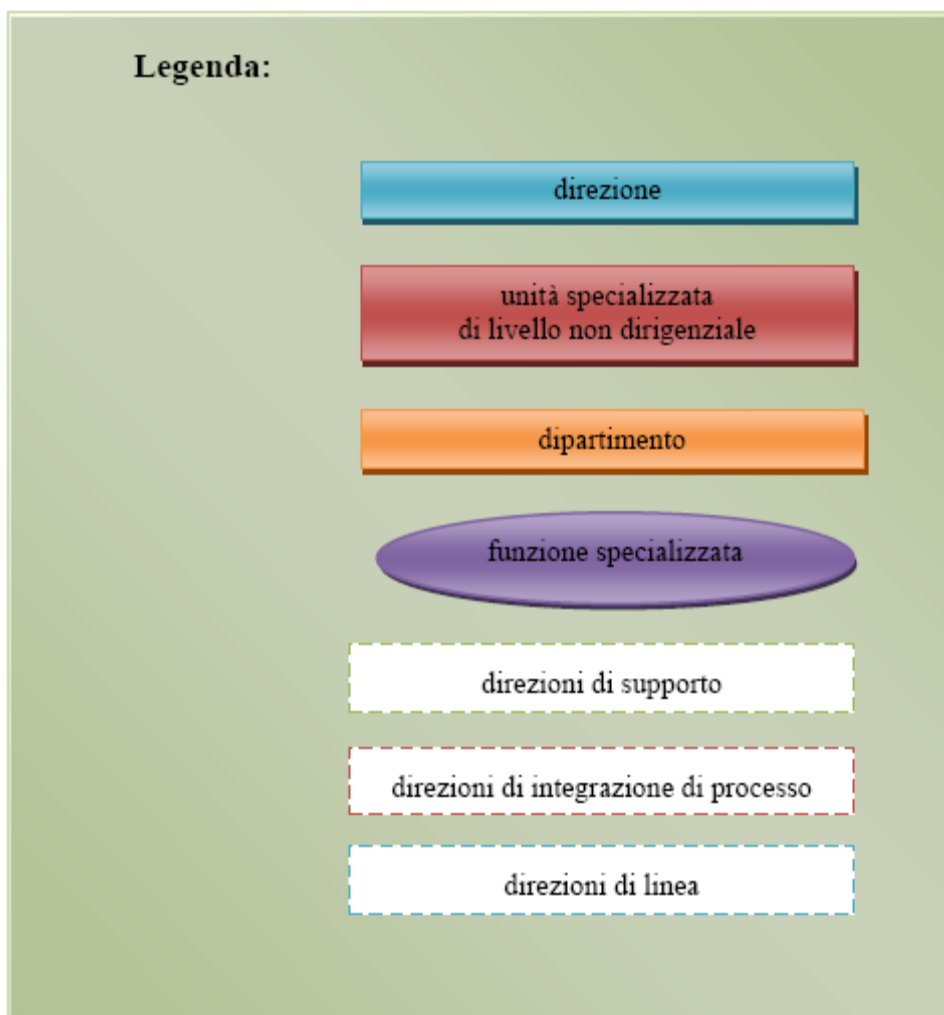 Legenda:
direzione
unità specializzata
di livello non dirigenziale
dipartimento
funzione specializzata
direzioni di supporto
direzioni di integrazione di processo
direzioni di linea